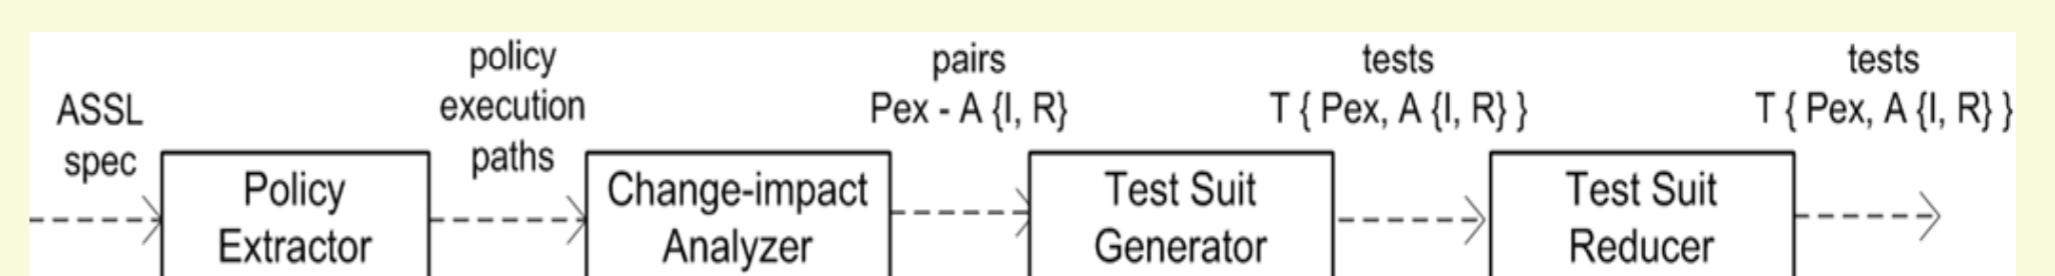 ASSL
spec
Policy
Extractor
policy
execution
paths
Change-impact
Analyzer
pairs
Pex - A {I, R}
Test Suit
Generator
tests
T { Pex, A {I, R} }
Test Suit
Reducer
tests
T { Pex, A {I, R} }